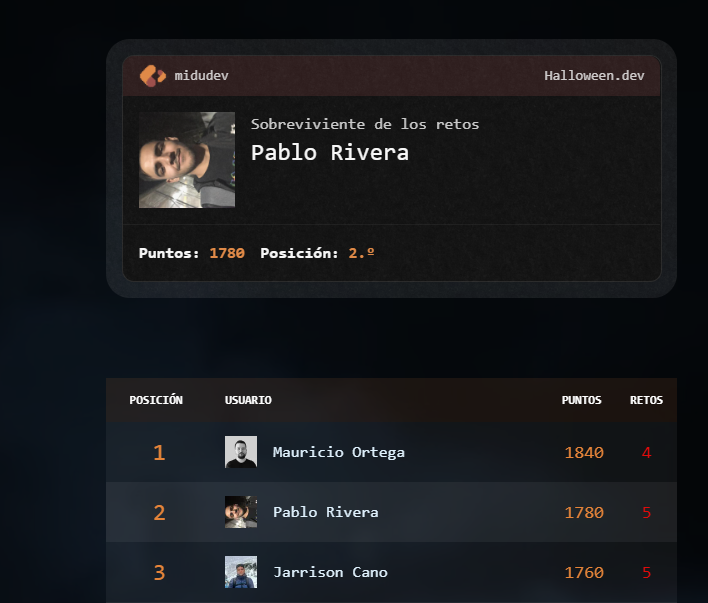 midudev Halloween.dev
Sobreviviente de los retos
Pablo Rivera
Puntos: 1780 Posición: 2.º
POSICIÓN USUARIO PUNTOS RETOS
1 Mauricio Ortega 1840 4
2 Pablo Rivera 1780 5
3 Jarrison Cano 1760 5